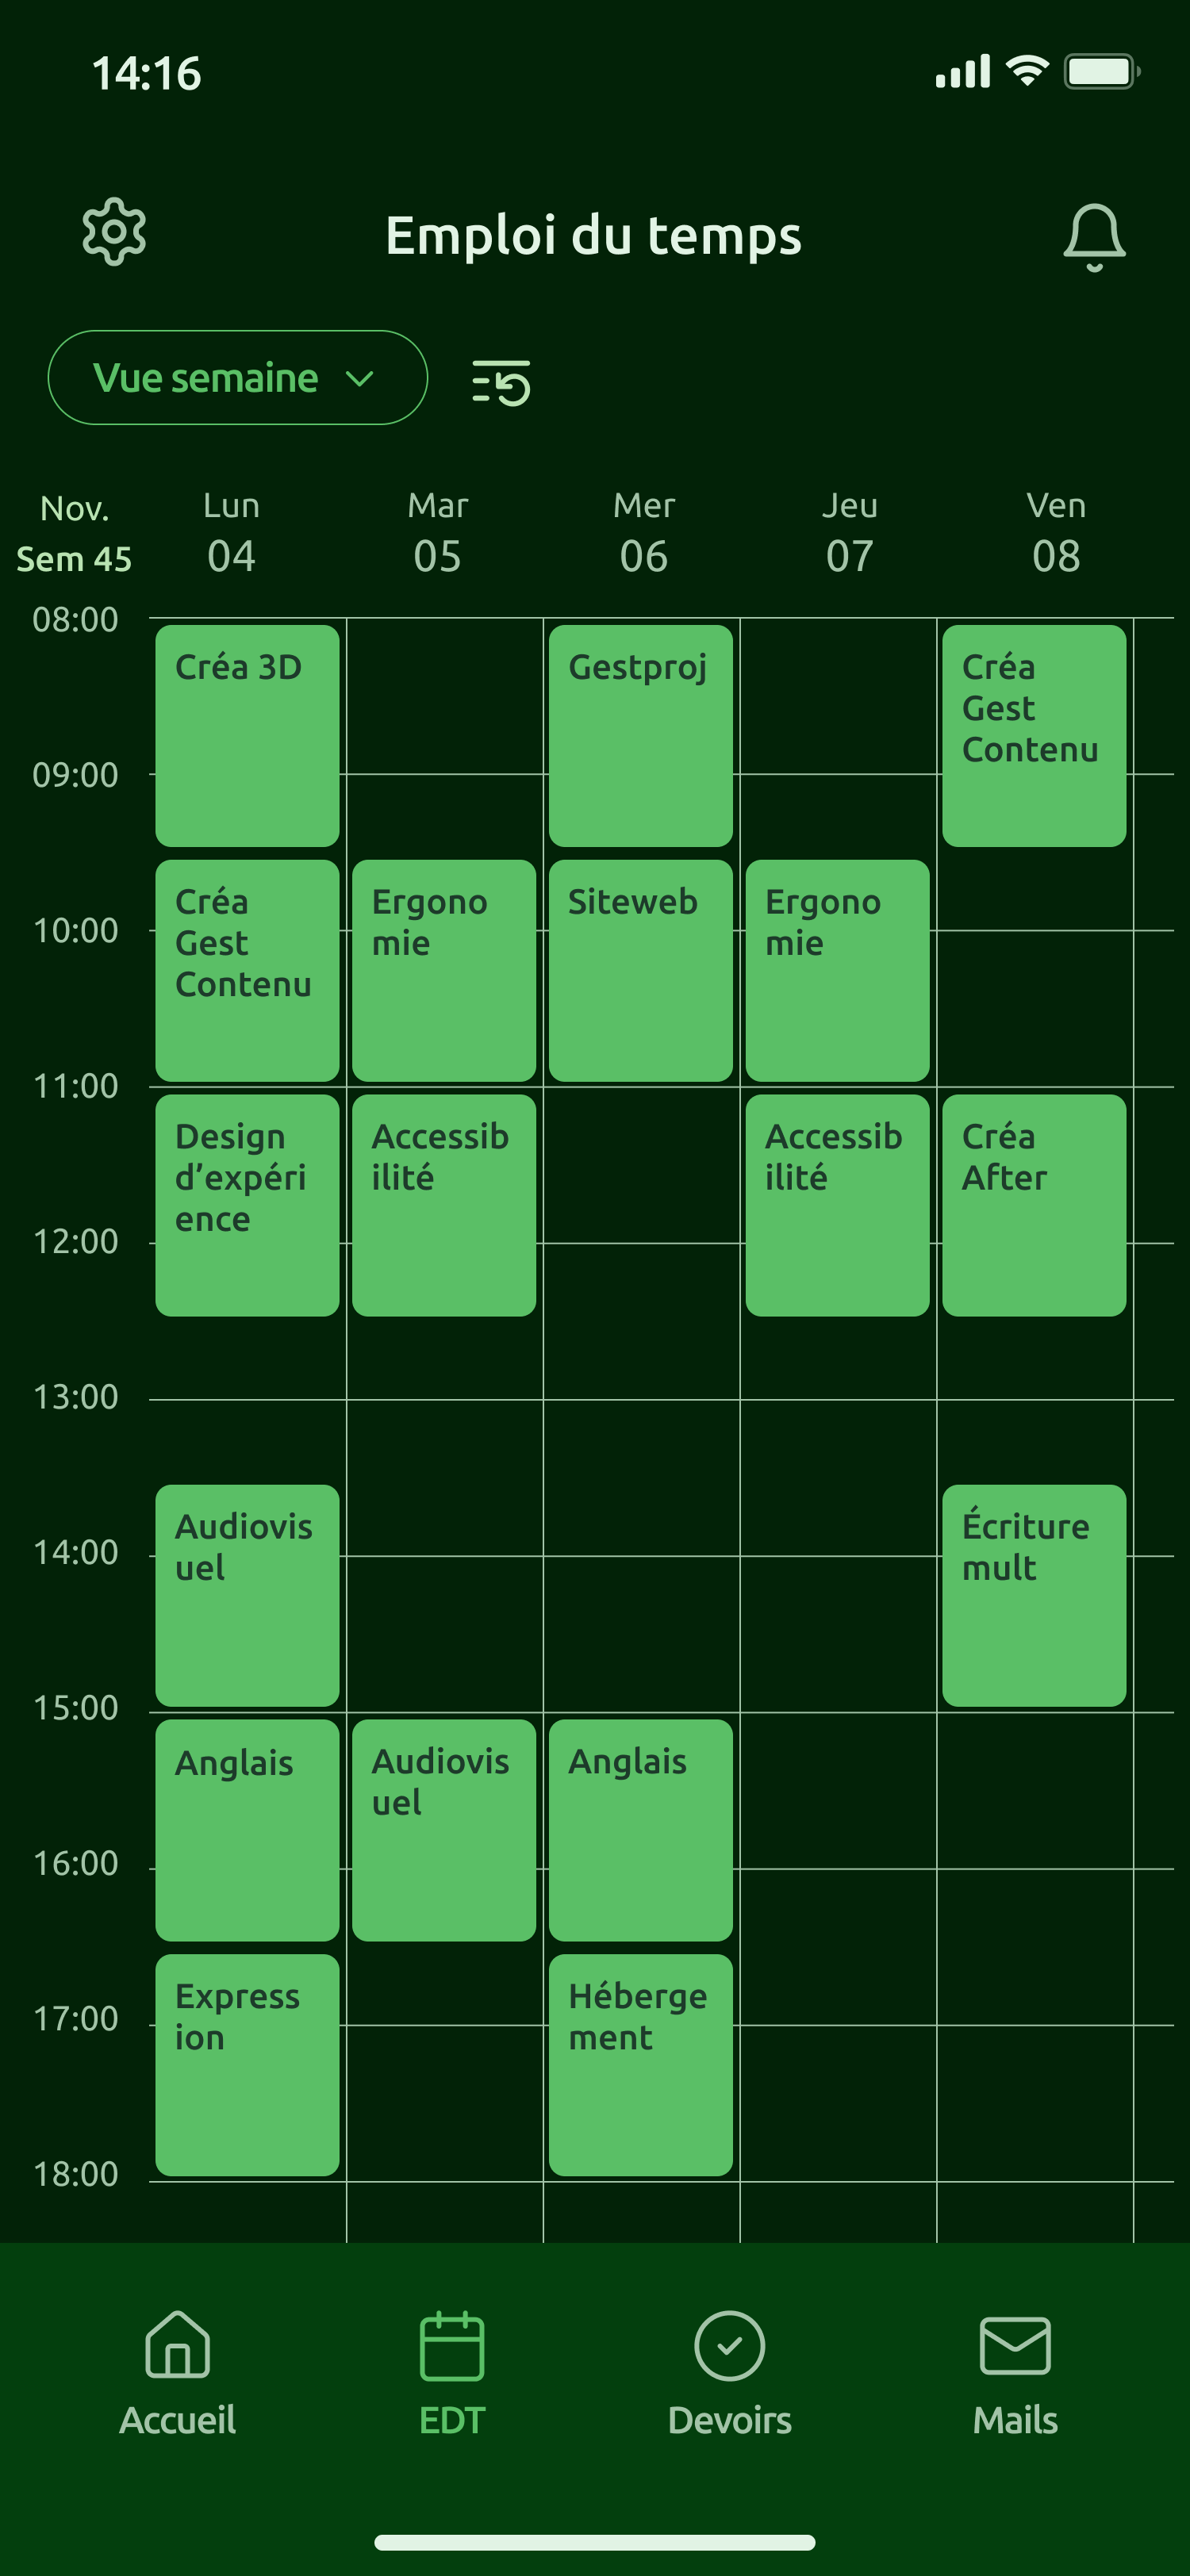 14:16
Emploi du temps
Vue semaine
Nov.
Sem 45
Lun
04
Mar
05
Mer
06
Jeu
07
Ven
08
08:00
Créa 3D
Gestproj
Créa
Gest
Contenu
09:00
Créa
Gest
Contenu
Ergono
mie
Siteweb
Ergono
mie
10:00
11:00
Design
d’expéri
ence
Accessib
ilité
Accessib
ilité
Créa
After
12:00
13:00
Audiovis
uel
Écriture
mult
14:00
15:00
Anglais
Audiovis
uel
Anglais
16:00
Express
ion
Héberge
ment
17:00
18:00
Accueil
EDT
Devoirs
Mails